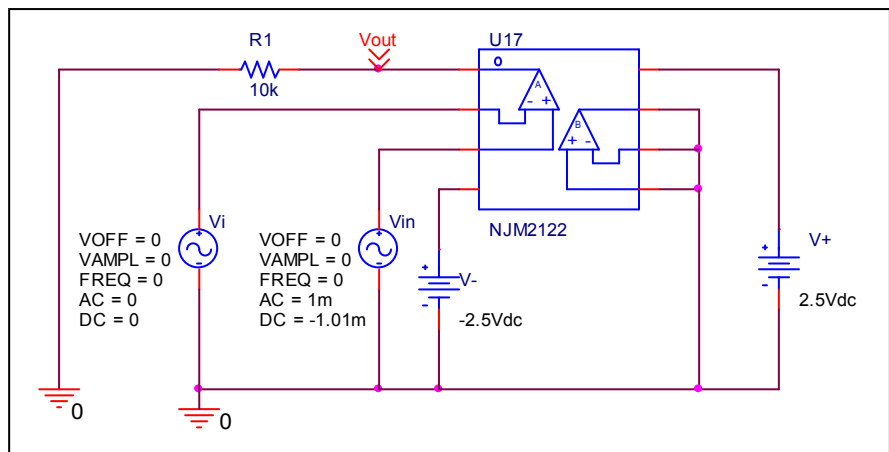 R1
Vout
U17
10k
A
- +
B
+ -
NJM2122
Vi
VOFF = 0
VAMPL = 0
FREQ = 0
AC = 0
DC = 0
Vin
VOFF = 0
VAMPL = 0
FREQ = 0
AC = 1m
DC = -1.01m
+
-
V-
-2.5Vdc
V+
+
-
2.5Vdc
0
0